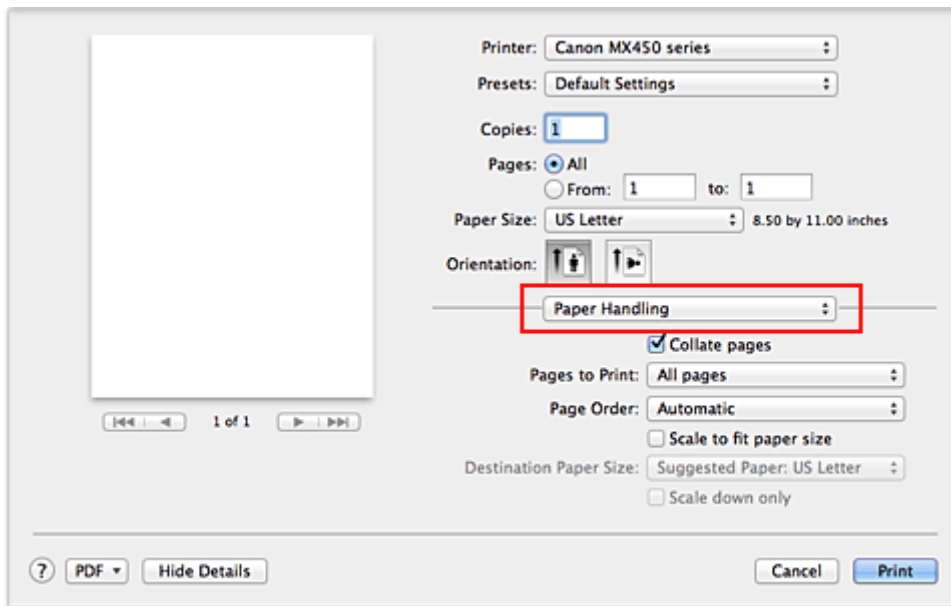 Printer: Canon MX450 series
Presets: Default Settings
Copies: 1
Pages: All
From: 1 to: 1
Paper Size: US Letter 8.50 by 11.00 inches
Orientation:
Paper Handling
Collate pages
Pages to Print: All pages
1 of 1
Page Order: Automatic
Scale to fit paper size
Destination Paper Size: Suggested Paper: US Letter
Scale down only
? PDF Hide Details Cancel Print